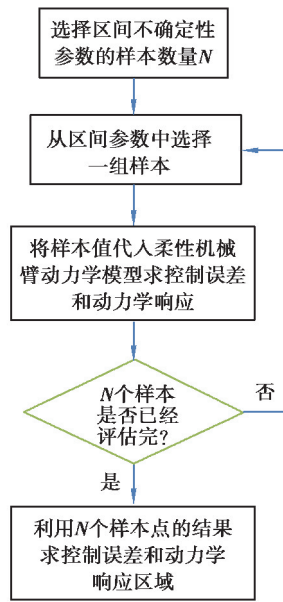 选择区间不确定性
参数的样本数量N
从区间参数中选择
一组样本
将样本值代入柔性机械
臂动力学模型求控制误差
和动力学响应
N个样本
是否已经
评估完?
否
是
利用N个样本点的结果
求控制误差和动力学
响应区域